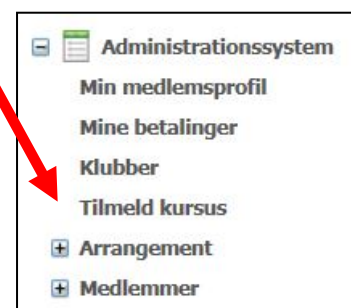 Administrationssystem
Min medlemsprofil
Mine betalinger
Klubber
Tilmeld kursus
Arrangement
Medlemmer